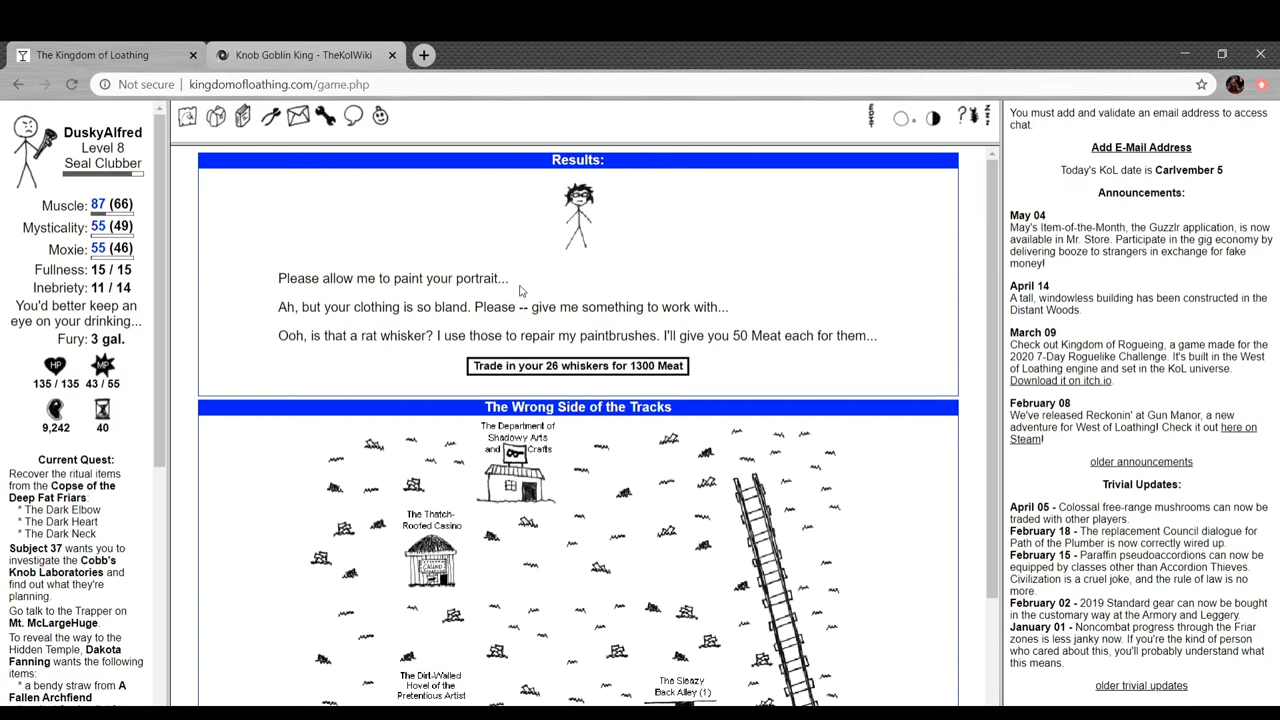 The Kingdom of Loathing
Knob Goblin King - TheKolWiki
Not secure
kingdomofloathing.com/game.php
DuskyAlfred
Level 8
Seal Clubber
Muscle: 87 (66)
Mysticality: 55 (49)
Moxie: 55 (46)
Fullness: 15 / 15
Inebriety: 11 / 14
You'd better keep an
eye on your drinking...
Fury: 3 gal.
HP
MP
135 / 135
43 / 55
9,242
40
Current Quest:
Recover the ritual items
from the Copse of the
Deep Fat Friars:
* The Dark Elbow
* The Dark Heart
* The Dark Neck
Subject 37 wants you to
investigate the Cobb's
Knob Laboratories and
find out what they're
planning.
Go talk to the Trapper on
Mt. McLargeHuge.
To reveal the way to the
Hidden Temple, Dakota
Fanning wants the following
items:
* a bendy straw from A
Fallen Archfiend
Results:
Please allow me to paint your portrait...
Ah, but your clothing is so bland. Please -- give me something to work with...
Ooh, is that a rat whisker? I use those to repair my paintbrushes. I'll give you 50 Meat each for them...
Trade in your 26 whiskers for 1300 Meat
The Wrong Side of the Tracks
The Department of
Shadowy Arts
and Crafts
The Thatch-
Roofed Casino
CASINO
The Dirt-Walled
Hovel of the
Pretentious Artist
The Sleazy
Back Alley (1)
You must add and validate an email address to access
chat.
Add E-Mail Address
Today's KoL date is Carlvember 5
Announcements:
May 04
May's Item-of-the-Month, the Guzzlr application, is now
available in Mr. Store. Participate in the gig economy by
delivering booze to strangers in exchange for fake
money!
April 14
A tall, windowless building has been constructed in the
Distant Woods.
March 09
Check out Kingdom of Rogueing, a game made for the
2020 7-Day Roguelike Challenge. It's built in the West
of Loathing engine and set in the KoL universe.
Download it on itch.io.
February 08
We've released Reckonin' at Gun Manor, a new
adventure for West of Loathing! Check it out here on
Steam!
older announcements
Trivial Updates:
April 05 - Colossal free-range mushrooms can now be
traded with other players.
February 18 - The replacement Council dialogue for
Path of the Plumber is now correctly wired up.
February 15 - Paraffin pseudoaccordions can now be
equipped by classes other than Accordion Thieves.
Civilization is a cruel joke, and the rule of law is no
more.
February 02 - 2019 Standard gear can now be bought
in the customary way at the Armory and Leggery.
January 01 - Noncombat progress through the Friar
zones is less janky now. If you're the kind of person
who cared about this, you'll probably understand what
this means.
older trivial updates